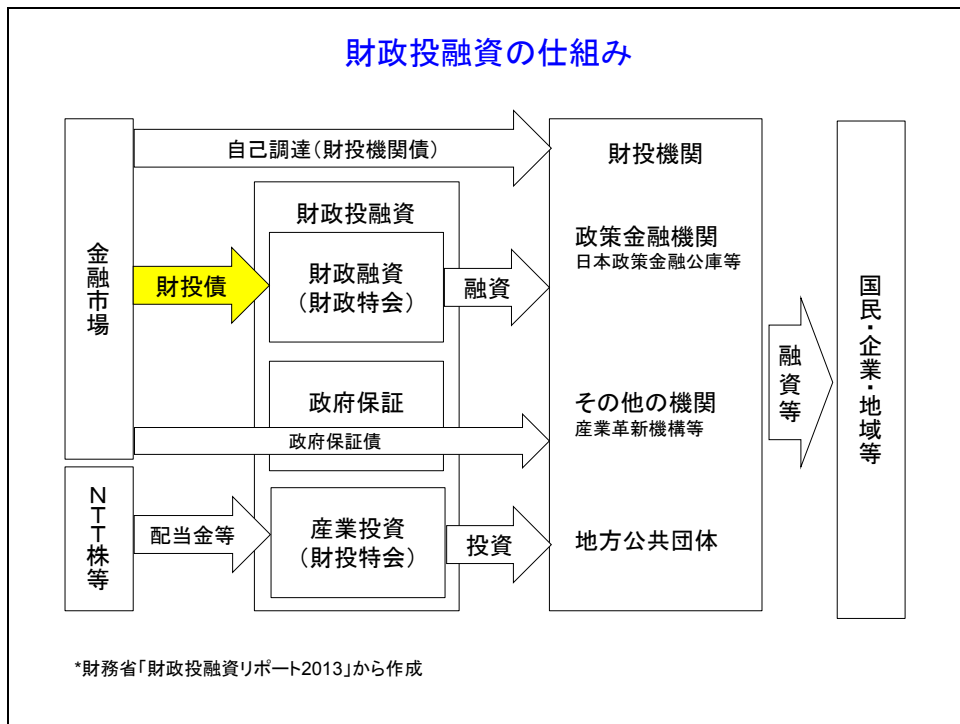 財政投融資の仕組み
金融市場
自己調達（財投機関債）
財投機関
財政投融資
財投債
財政融資
（財政特会）
融資
政策金融機関
日本政策金融公庫等
政府保証
政府保証債
その他の機関
産業革新機構等
NTT株等
配当金等
産業投資
（財投特会）
投資
地方公共団体
融資等
国民・企業・地域等
*財務省「財政投融資リポート2013」から作成